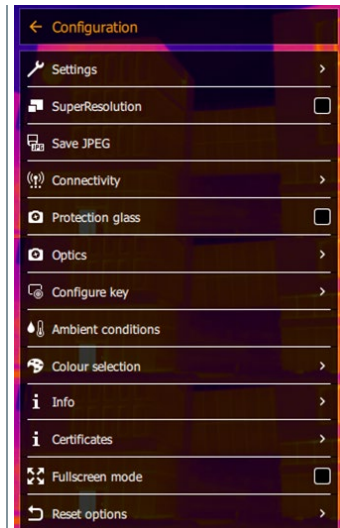 Configuration
Settings
SuperResolution
Save JPEG
Connectivity
Protection glass
Optics
Configure key
Ambient conditions
Colour selection
Info
Certificates
Fullscreen mode
Reset options